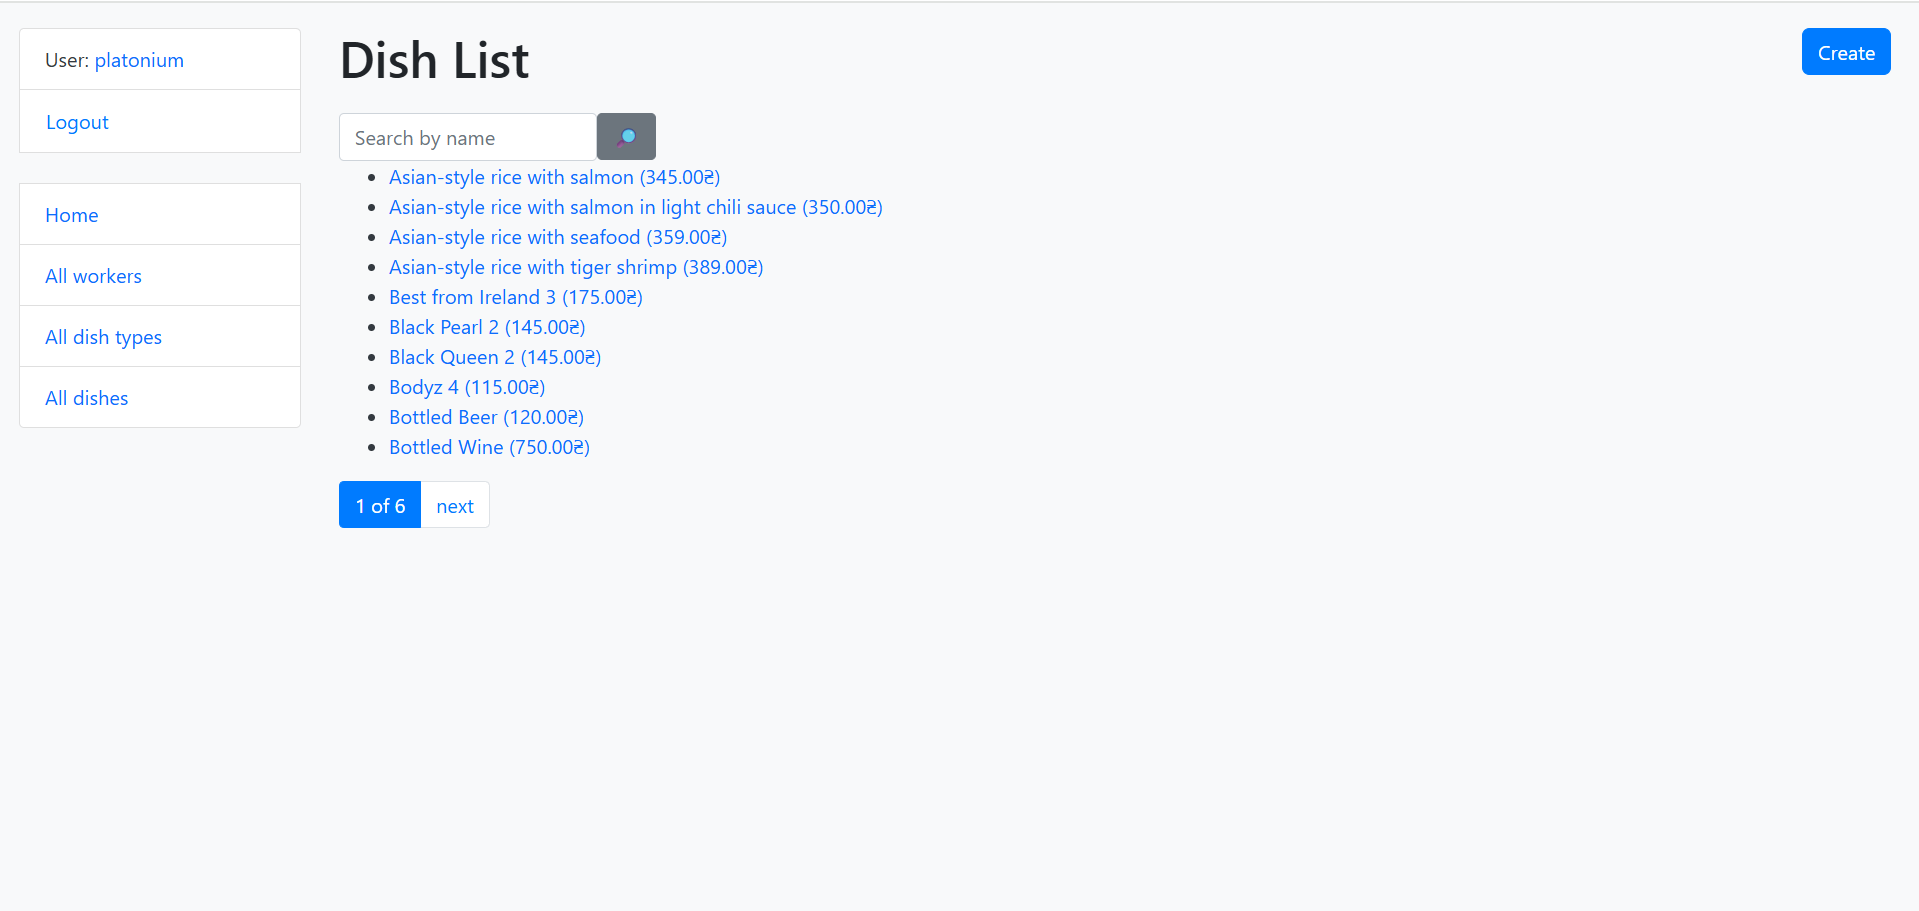 User: platonium
Logout
Home
All workers
All dish types
All dishes
Dish List
Create
Search by name
Asian-style rice with salmon (345.00₴)
Asian-style rice with salmon in light chili sauce (350.00₴)
Asian-style rice with seafood (359.00₴)
Asian-style rice with tiger shrimp (389.00₴)
Best from Ireland 3 (175.00₴)
Black Pearl 2 (145.00₴)
Black Queen 2 (145.00₴)
Bodyz 4 (115.00₴)
Bottled Beer (120.00₴)
Bottled Wine (750.00₴)
1 of 6 next